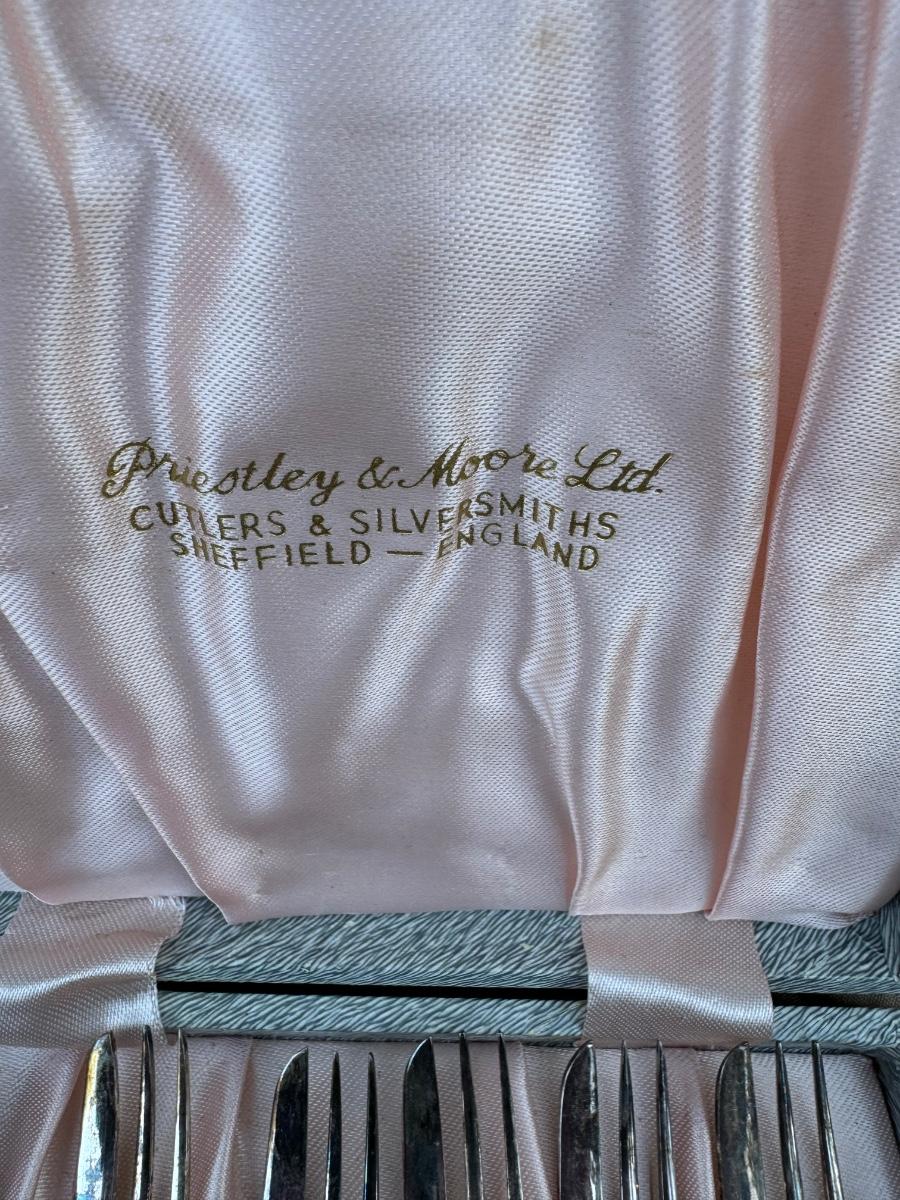 Priestley & Moore Ltd.
CUTLERS & SILVERSMITHS
SHEFFIELD — ENGLAND